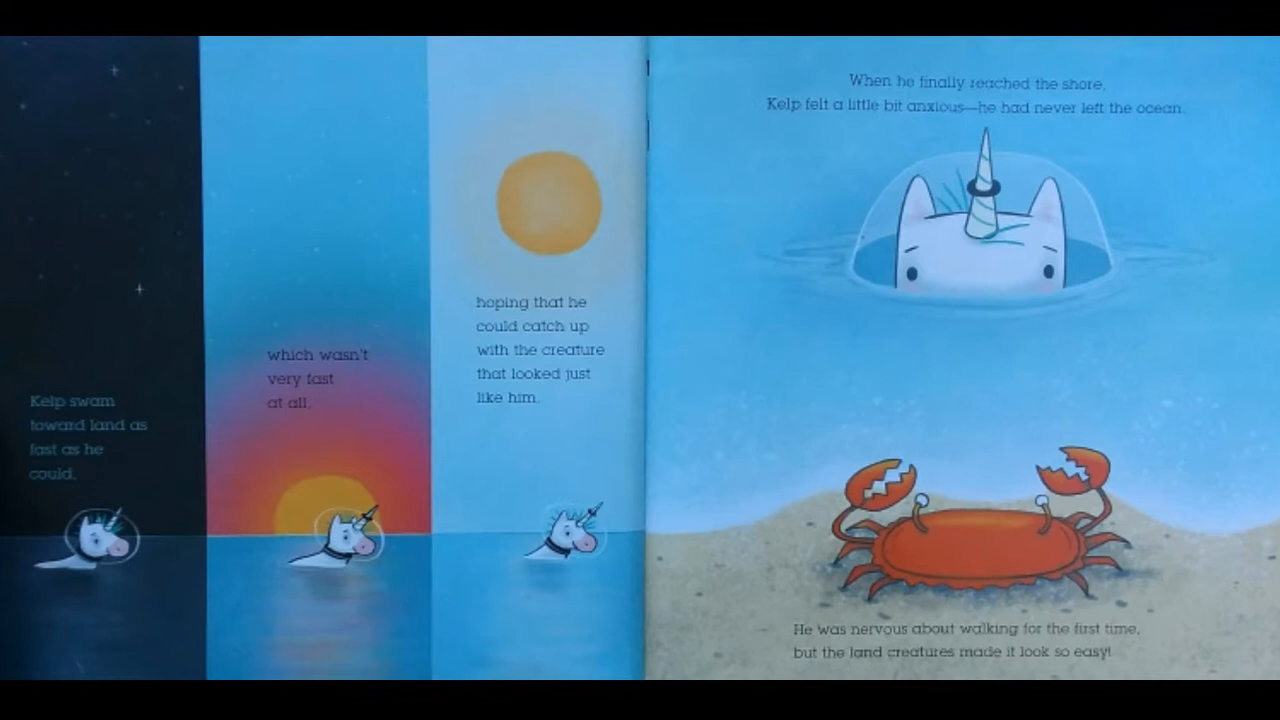 Kelp swam
toward land as
fast as he
could,
which wasn't
very fast
at all,
hoping that he
could catch up
with the creature
that looked just
like him.
When he finally reached the shore,
Kelp felt a little bit anxious—he had never left the ocean.
He was nervous about walking for the first time,
but the land creatures made it look so easy!